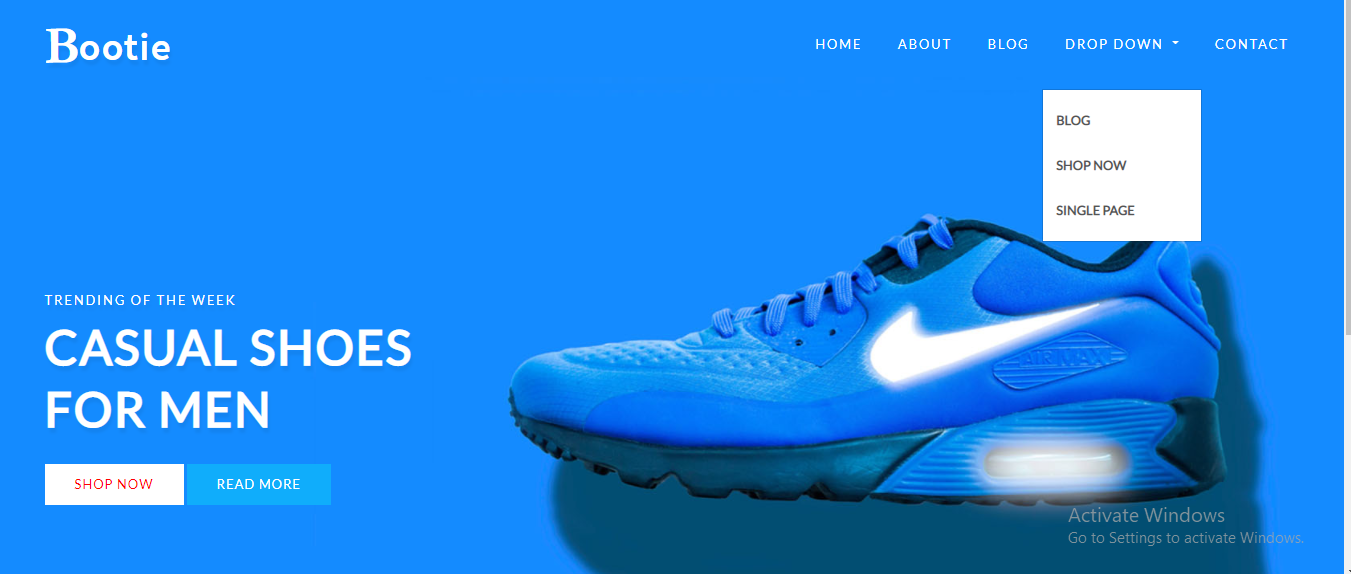 Bootie
HOME ABOUT BLOG DROP DOWN CONTACT
BLOG
SHOP NOW
SINGLE PAGE
TRENDING OF THE WEEK
CASUAL SHOES
FOR MEN
AIR MAX
SHOP NOW READ MORE
Activate Windows
Go to Settings to activate Windows.